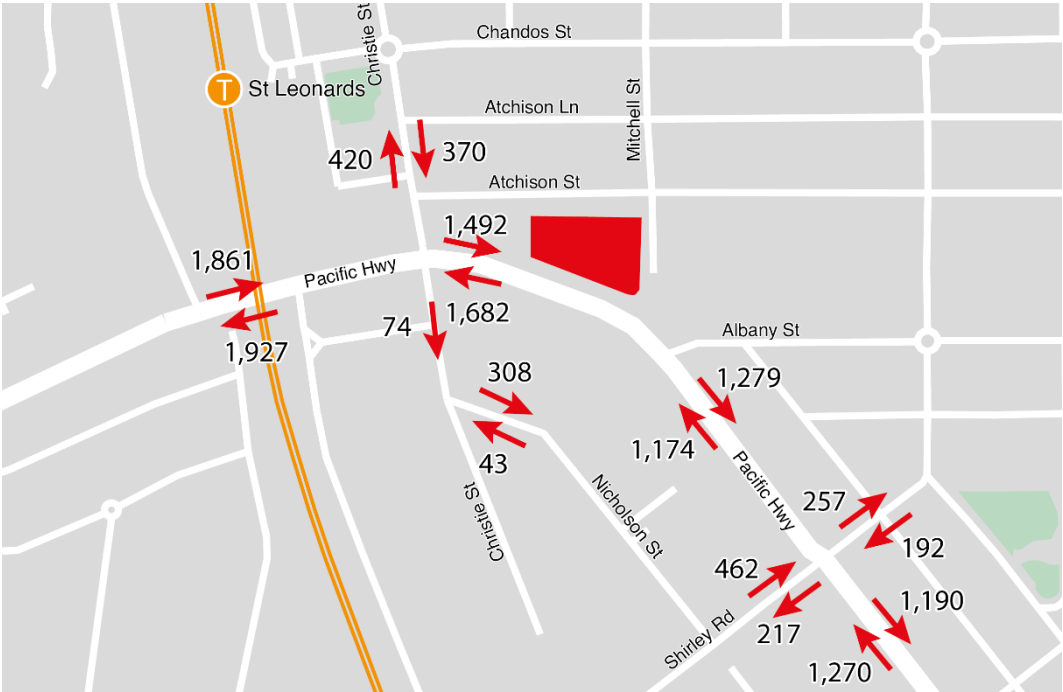 Christie St
Chandos St
T
St Leonards
Atchison Ln
Mitchell St
420
370
Atchison St
1,492
1,861
Pacific Hwy
1,682
74
1,927
Albany St
308
1,279
1,174
43
Pacific Hwy
Christie St
Nicholson St
257
192
462
1,190
217
Shirley Rd
1,270